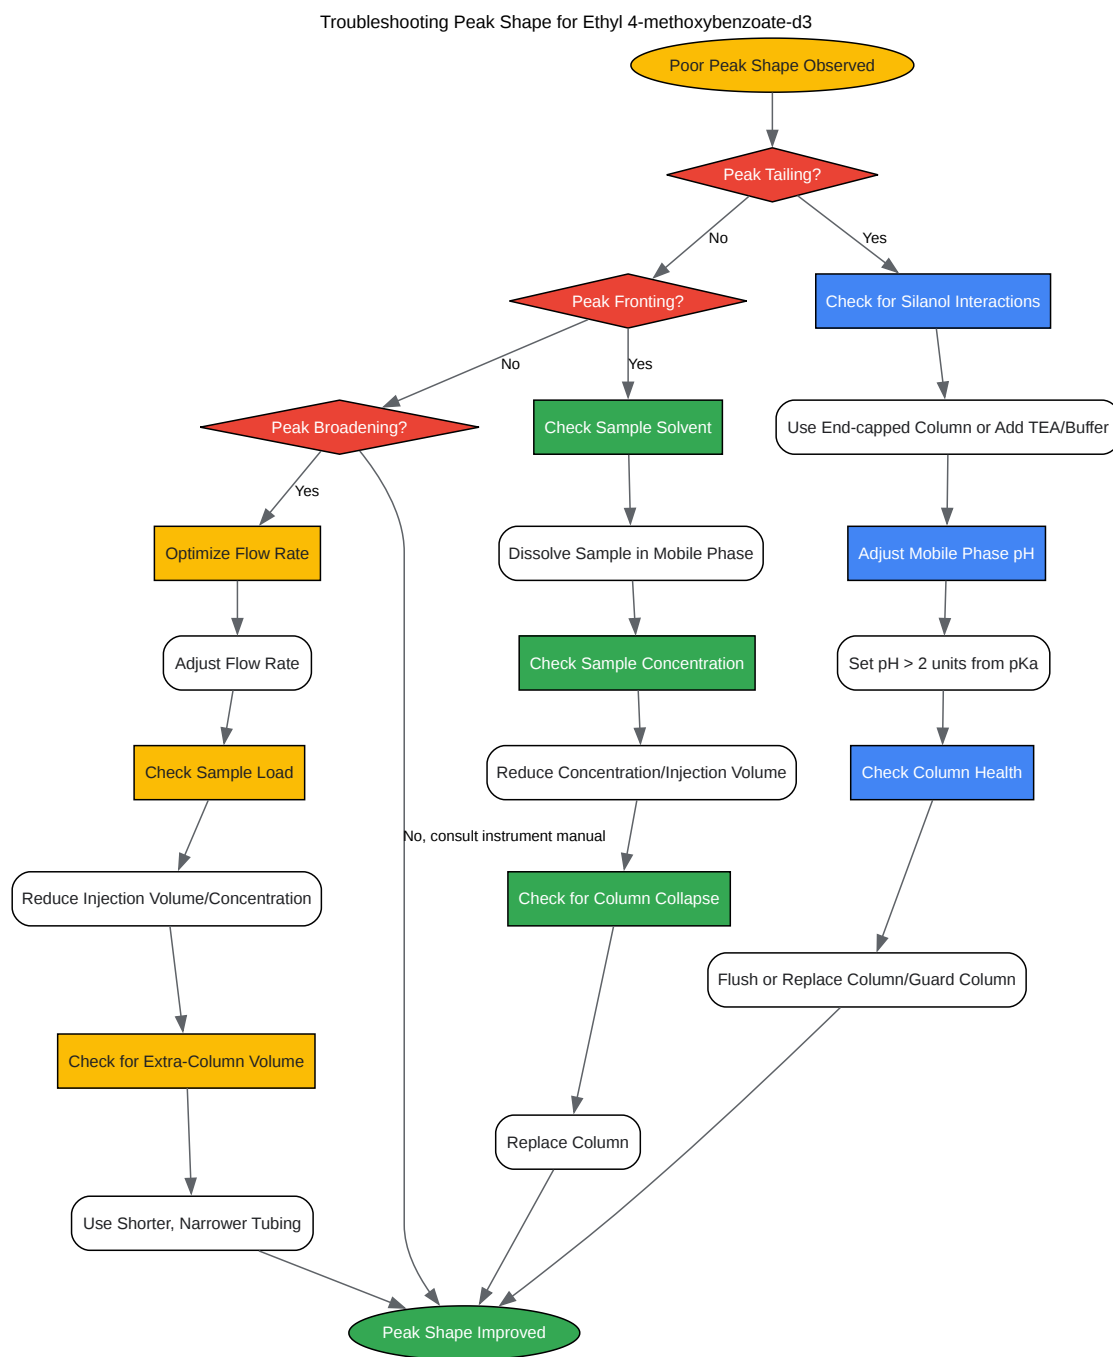 Troubleshooting Peak Shape for Ethyl 4-methoxybenzoate-d3
Poor Peak Shape Observed
Peak Tailing?
No
Yes
Peak Fronting?
Check for Silanol Interactions
No
Yes
Peak Broadening?
Check Sample Solvent
Use End-capped Column or Add TEA/Buffer
Yes
Optimize Flow Rate
Dissolve Sample in Mobile Phase
Adjust Mobile Phase pH
Adjust Flow Rate
Check Sample Concentration
Set pH > 2 units from pKa
Check Sample Load
Reduce Concentration/Injection Volume
Check Column Health
No, consult instrument manual
Reduce Injection Volume/Concentration
Check for Column Collapse
Flush or Replace Column/Guard Column
Check for Extra-Column Volume
Replace Column
Use Shorter, Narrower Tubing
Peak Shape Improved